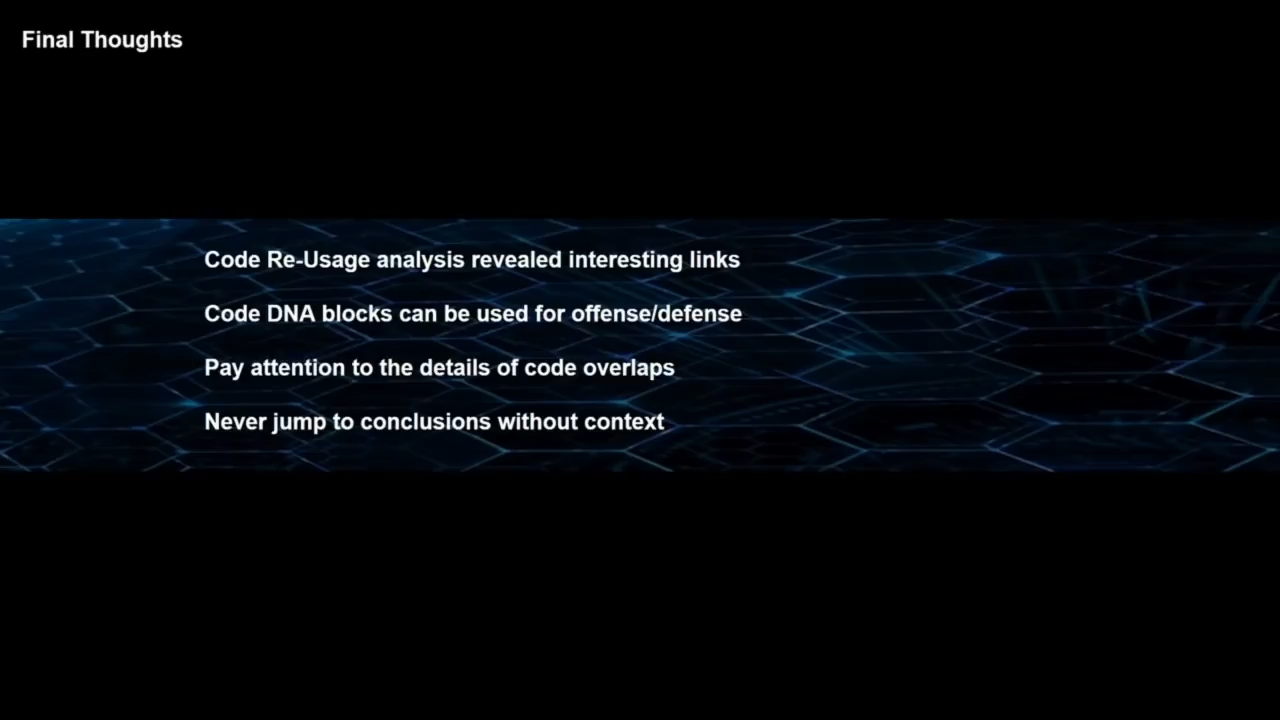 Final Thoughts
Code Re-Usage analysis revealed interesting links
Code DNA blocks can be used for offense/defense
Pay attention to the details of code overlaps
Never jump to conclusions without context